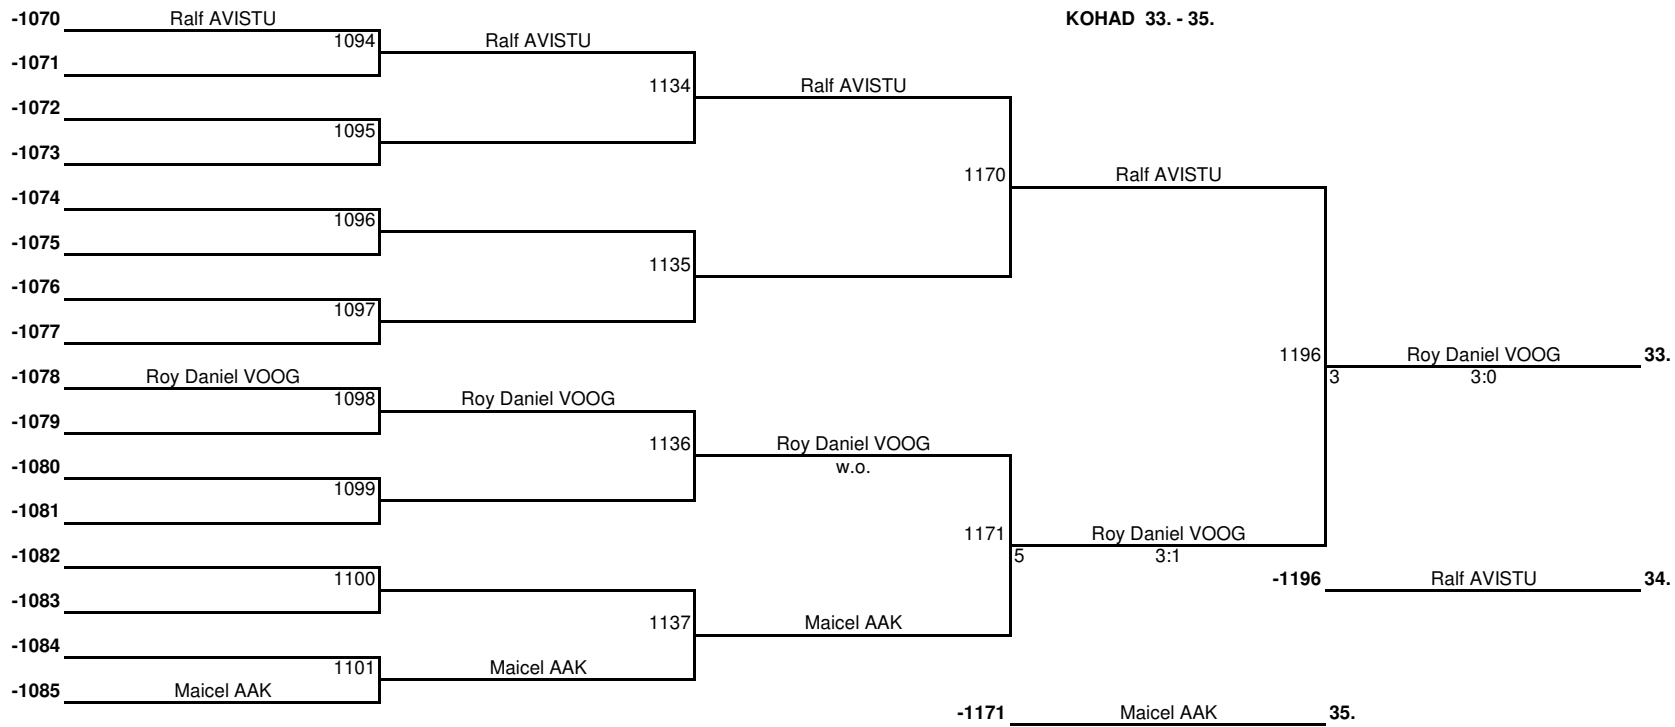 -1070 Ralf AVISTU KOHAD 33. - 35.
1094 Ralf AVISTU
-1071
1134 Ralf AVISTU
-1072
1095
-1073
1170 Ralf AVISTU
-1074
1096
-1075
1135
-1076
1097
-1077
1196 Roy Daniel VOOG 33.
-1078 Roy Daniel VOOG 3 3:0
1098 Roy Daniel VOOG
-1079
1136 Roy Daniel VOOG
-1080 w.o.
1099
-1081
1171 Roy Daniel VOOG
-1082 5 3:1
1100 -1196 Ralf AVISTU 34.
-1083
1137 Maicel AAK
-1084
1101 Maicel AAK
-1085 Maicel AAK
-1171 Maicel AAK 35.